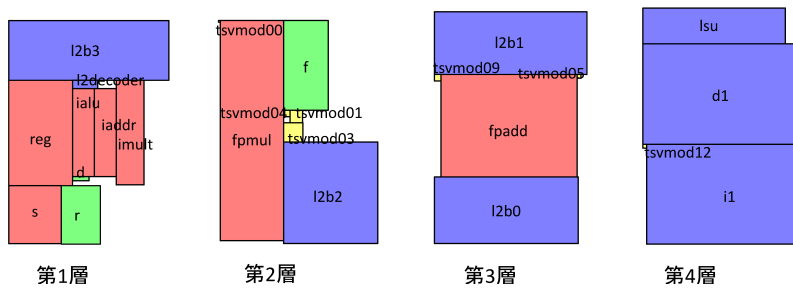 l2b3
l2decoder
ialu
iaddr
reg
imult
d
s
r
第1層
tsvmod00
f
tsvmod04
tsvmod01
fpmul
tsvmod03
l2b2
第2層
l2b1
tsvmod09
tsvmod05
fpadd
l2b0
第3層
lsu
d1
tsvmod12
i1
第4層